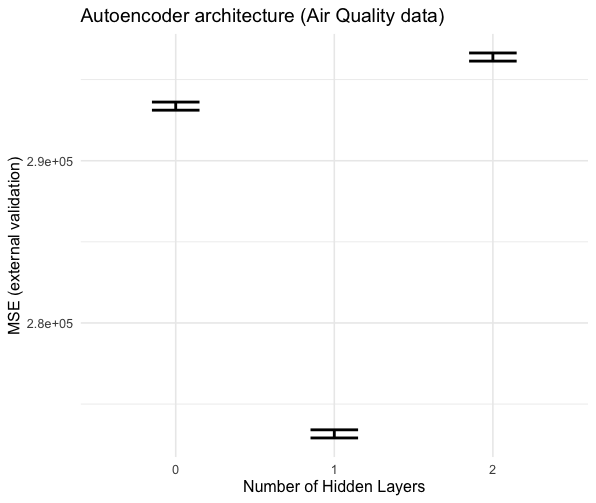 Autoencoder architecture (Air Quality data)
MSE (external validation)
2.9e+05
2.8e+05
0 1 2
Number of Hidden Layers